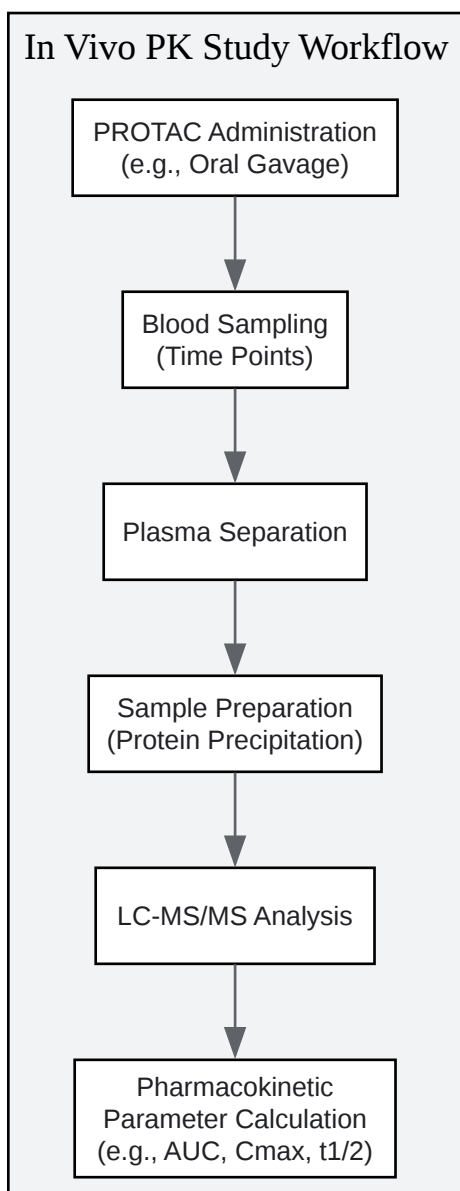 In Vivo PK Study Workflow
PROTAC Administration
(e.g., Oral Gavage)
Blood Sampling
(Time Points)
Plasma Separation
Sample Preparation
(Protein Precipitation)
LC-MS/MS Analysis
Pharmacokinetic
Parameter Calculation
(e.g., AUC, Cmax, t1/2)